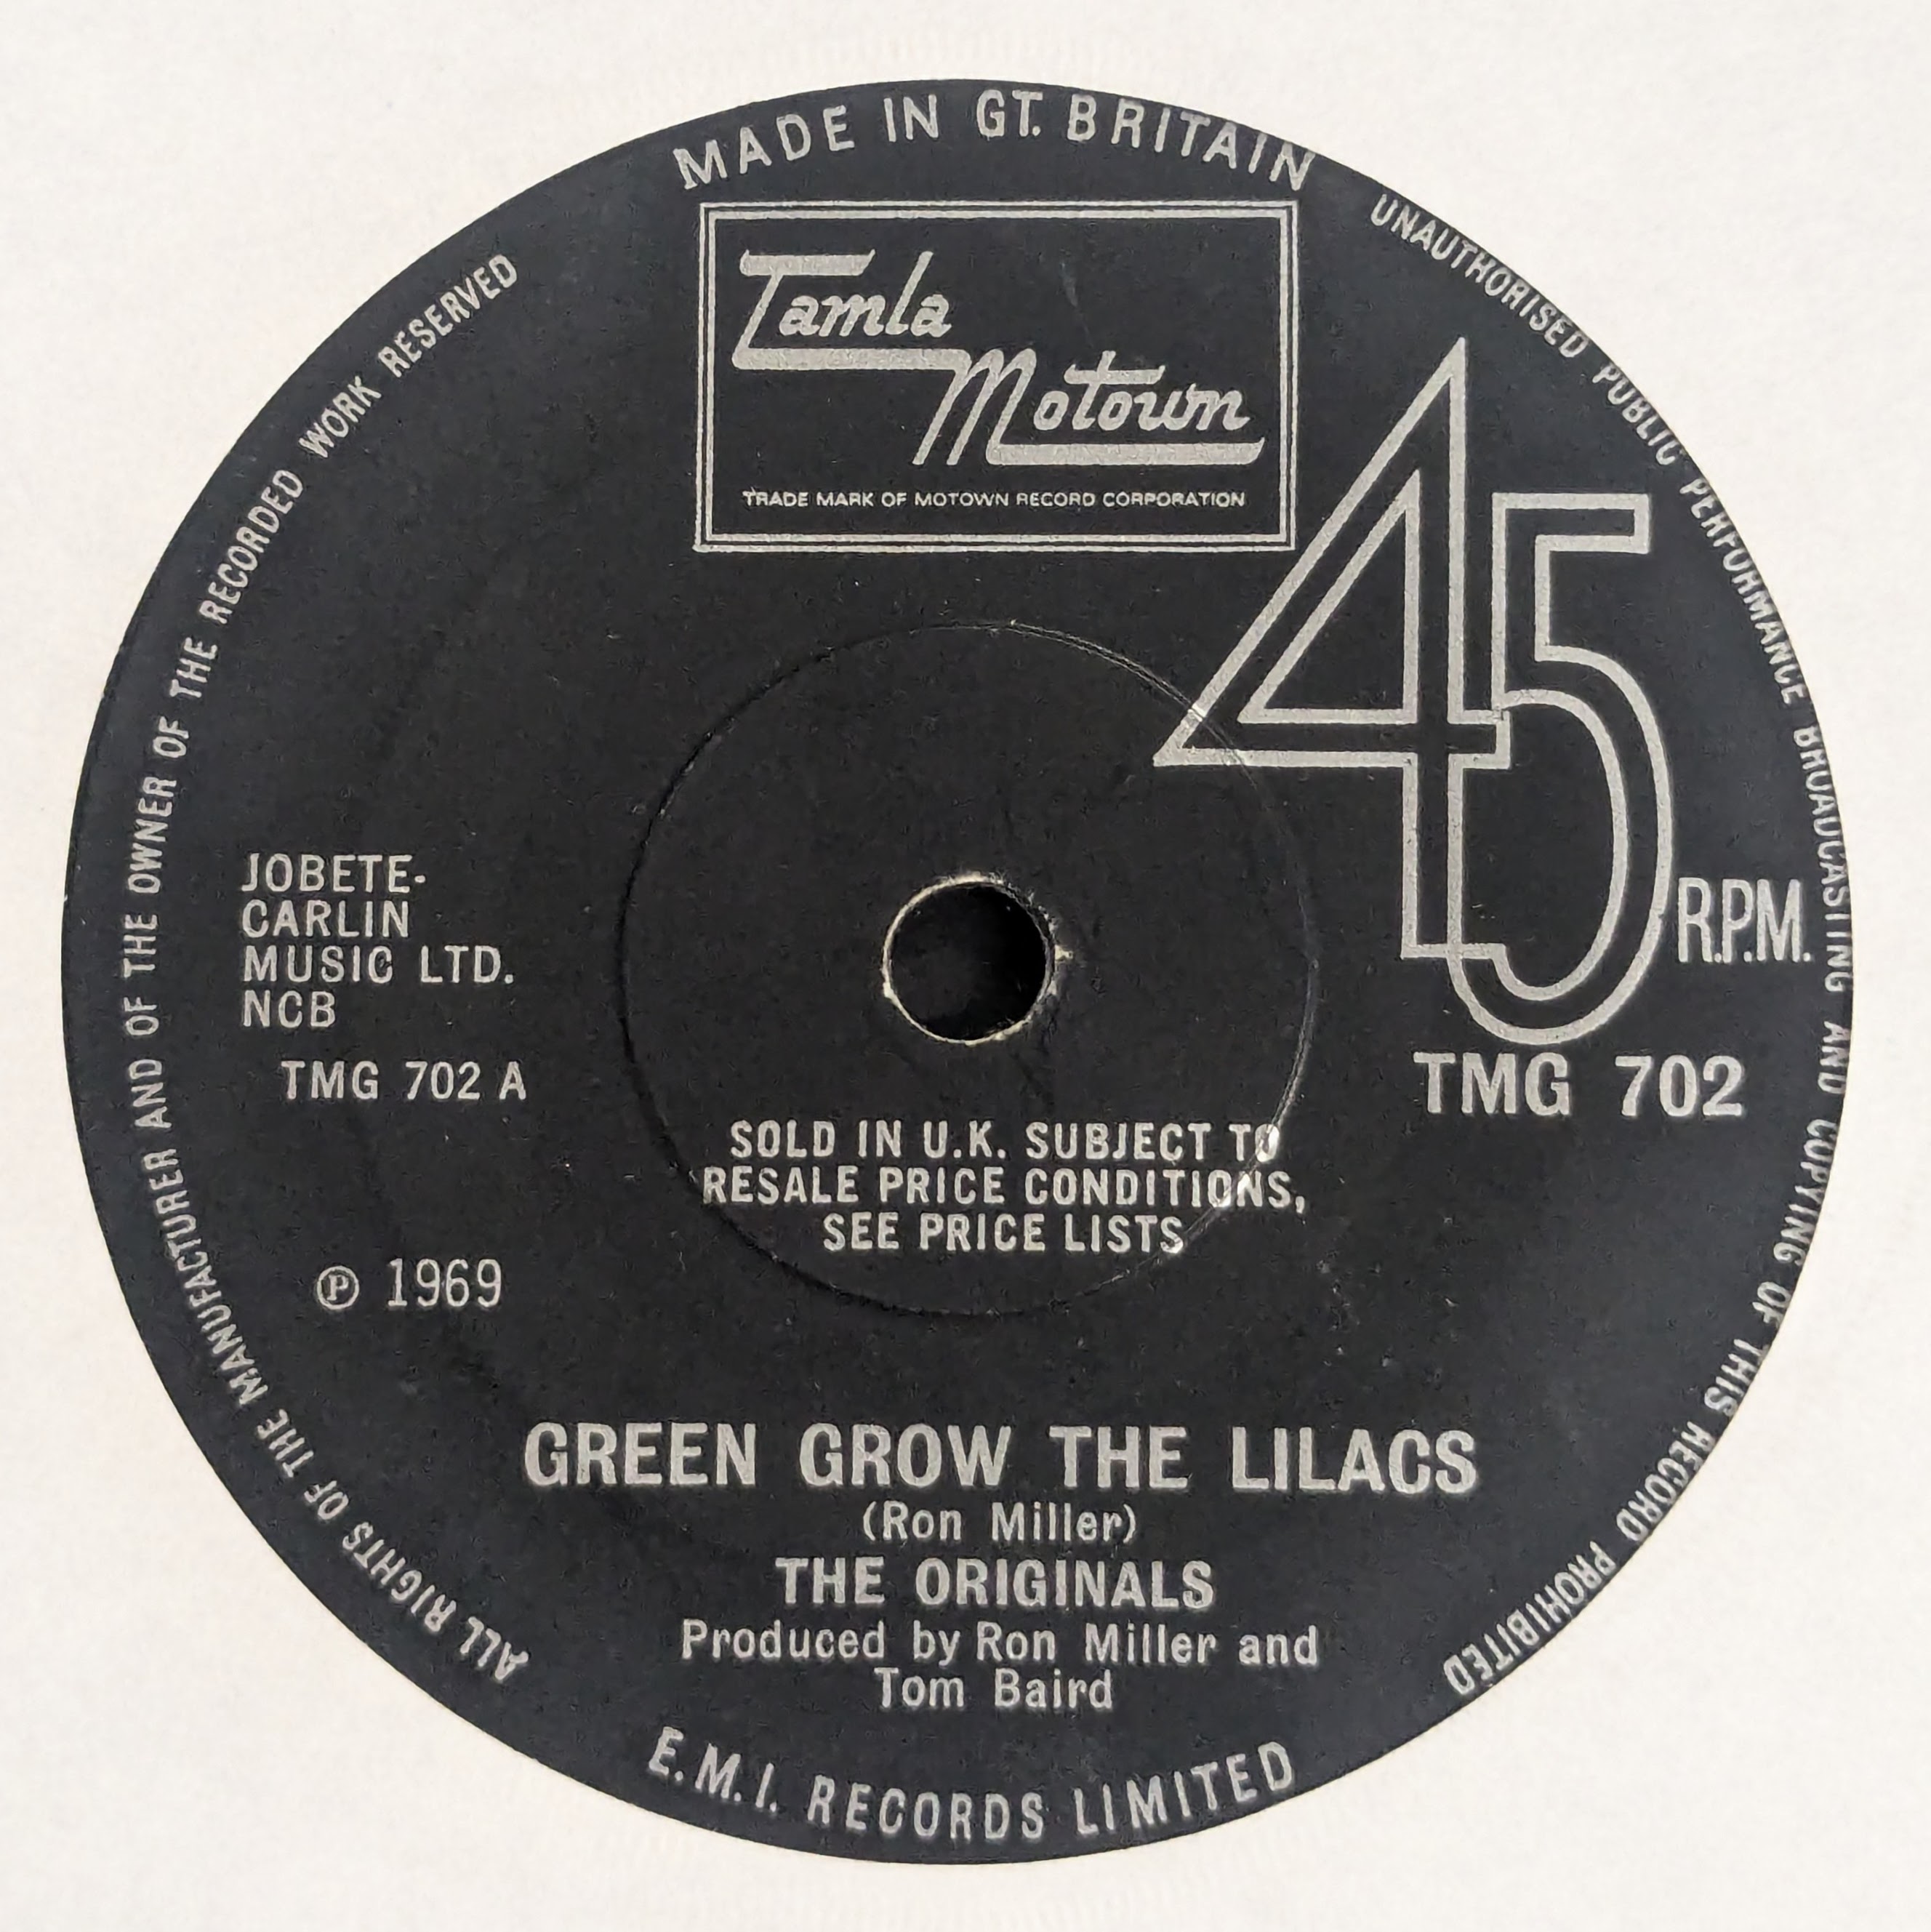 MADE IN GT. BRITAIN
UNAUTHORISED PUBLIC PERFORMANCE BROADCASTING AND COPYING OF THIS RECORD PROHIBITED
ALL RIGHTS OF THE MANUFACTURER AND OF THE OWNER OF THE RECORDED WORK RESERVED
Tamla
Motown
TRADE MARK OF MOTOWN RECORD CORPORATION
45
R.P.M.
JOBETE-
CARLIN
MUSIC LTD.
NCB
TMG 702 A
TMG 702
SOLD IN U.K. SUBJECT TO
RESALE PRICE CONDITIONS,
SEE PRICE LISTS
℗ 1969
GREEN GROW THE LILACS
(Ron Miller)
THE ORIGINALS
Produced by Ron Miller and
Tom Baird
E.M.I. RECORDS LIMITED